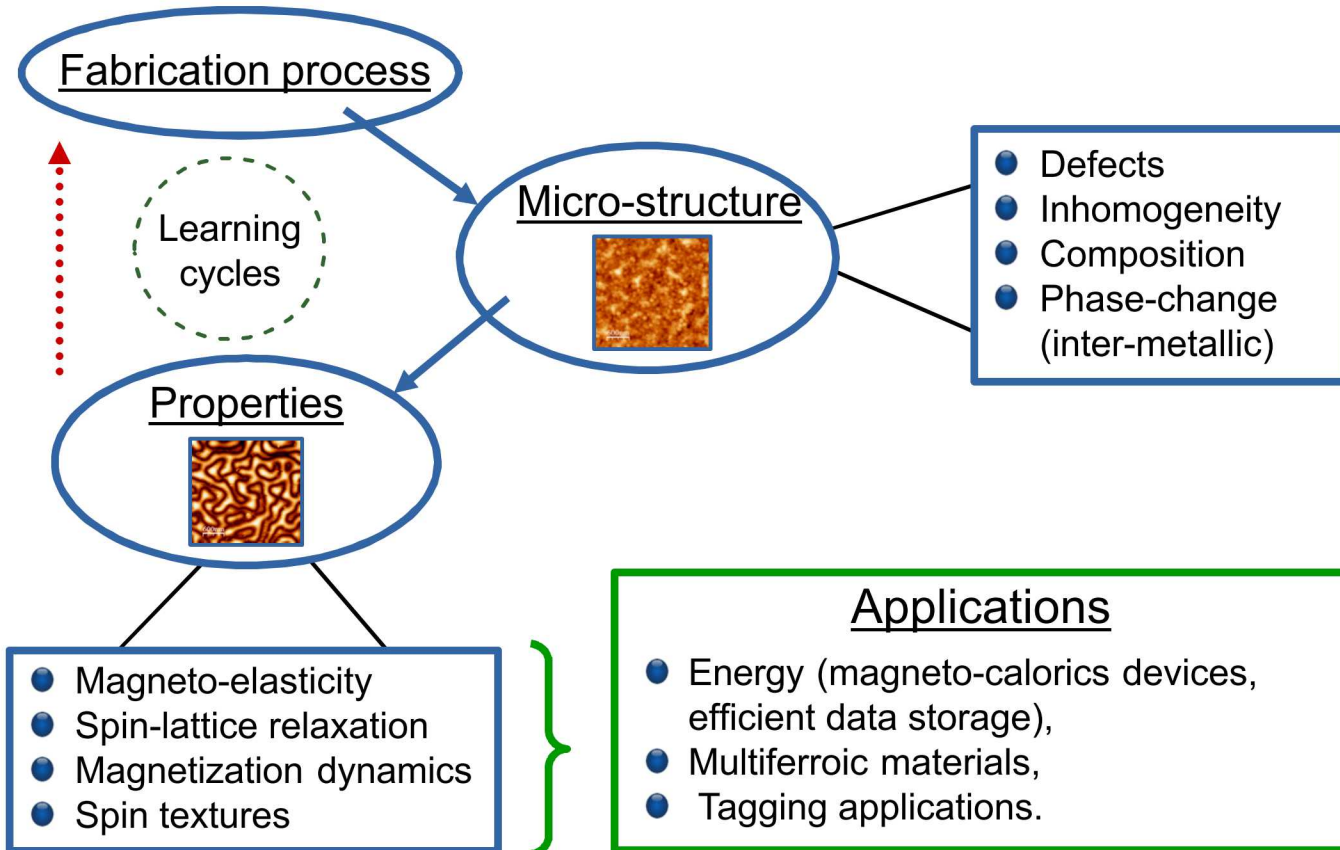 Fabrication process
Learning
cycles
Micro-structure
Defects
Inhomogeneity
Composition
Phase-change
(inter-metallic)
Properties
Magneto-elasticity
Spin-lattice relaxation
Magnetization dynamics
Spin textures
Applications
Energy (magneto-calorics devices,
efficient data storage),
Multiferroic materials,
Tagging applications.